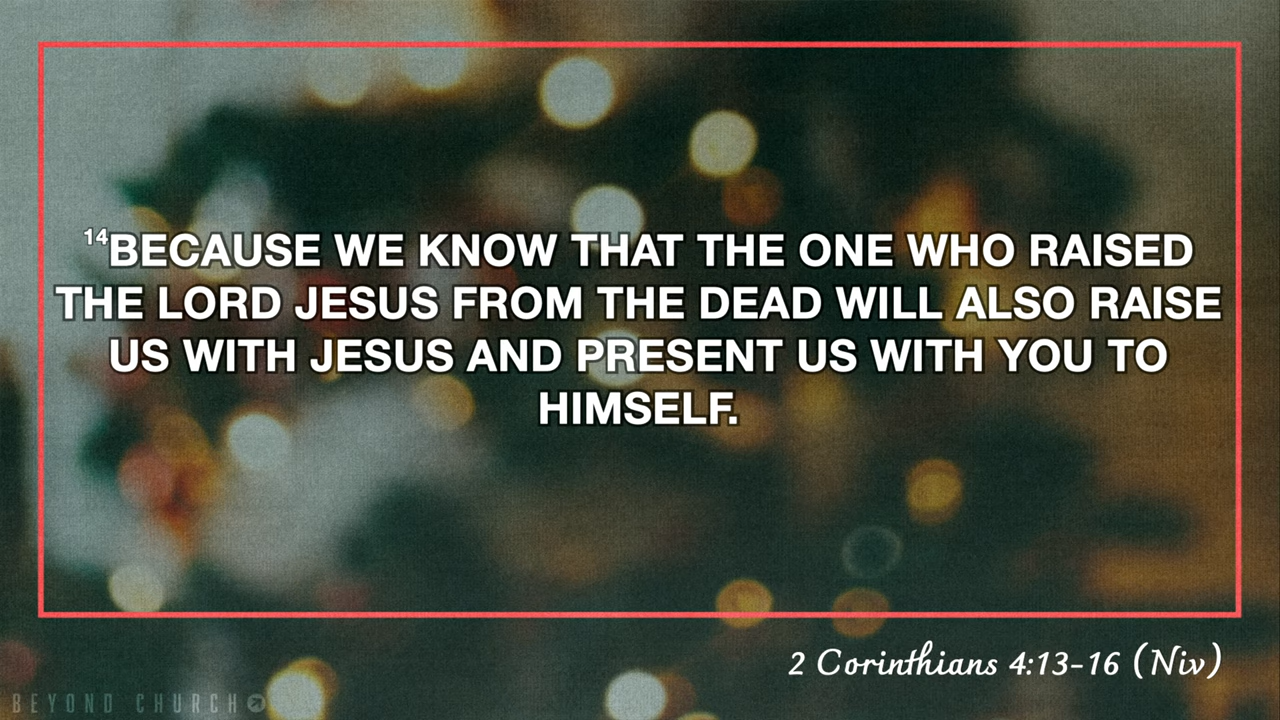 14BECAUSE WE KNOW THAT THE ONE WHO RAISED
THE LORD JESUS FROM THE DEAD WILL ALSO RAISE
US WITH JESUS AND PRESENT US WITH YOU TO
HIMSELF.
2 Corinthians 4:13-16 (Niv)
BEYOND CHURCH